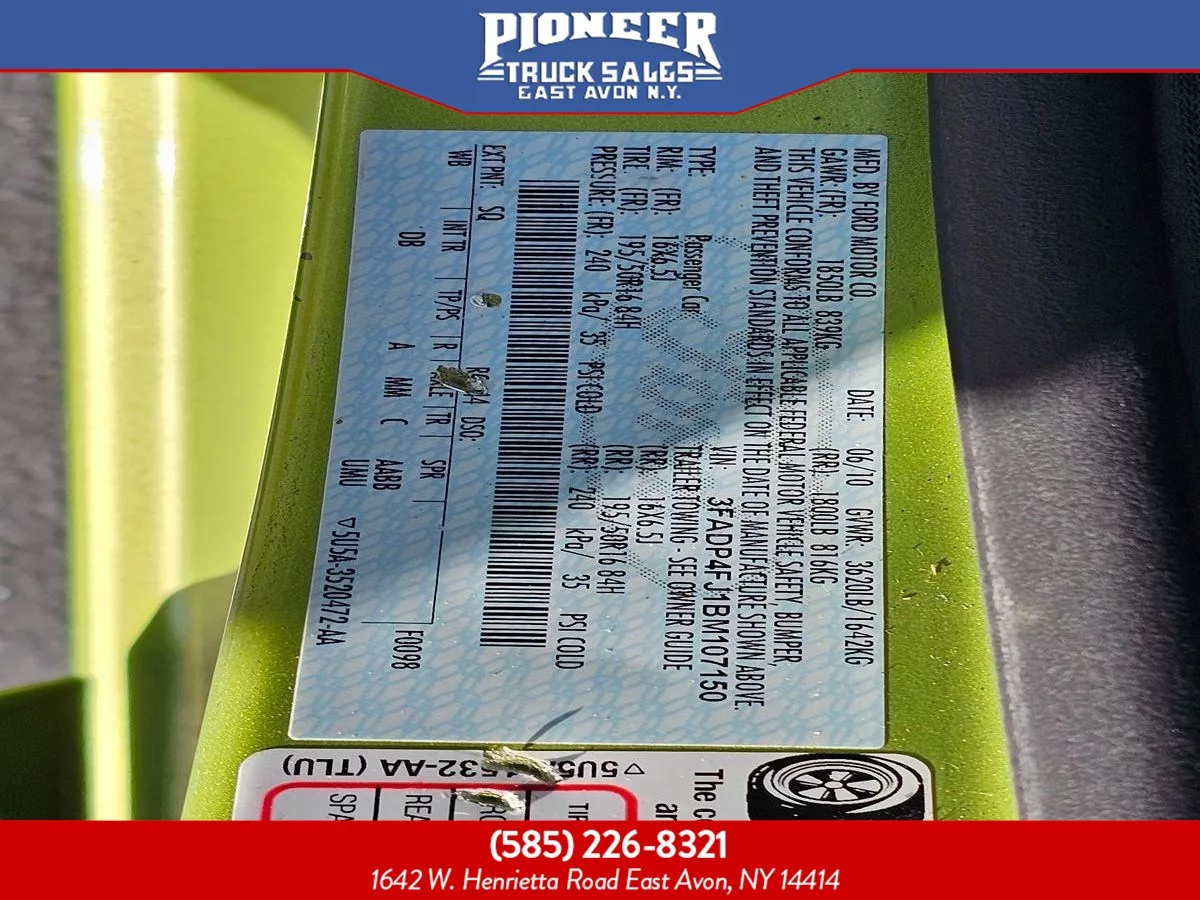 PIONEER
TRUCK SALES
EAST AVON N.Y.
MFD. BY FORD MOTOR CO.
DATE: 06/10 GVWR: 3620LB/1642KG
GAWR: (FR): 1850LB 839KG (RR): 1800LB 816KG
THIS VEHICLE CONFORMS TO ALL APPLICABLE FEDERAL MOTOR VEHICLE SAFETY, BUMPER,
AND THEFT PREVENTION STANDARDS IN EFFECT ON THE DATE OF MANUFACTURE SHOWN ABOVE.
VIN: 3FADP4FJ1BM107150
TYPE: Passenger Car TRAILER TOWING - SEE OWNER GUIDE
RIM: (FR): 16X6.5J (RR): 16X6.5J
TIRE: (FR): 195/50R16 84H (RR): 195/50R16 84H
PRESSURE: (FR): 240 kPa/ 35 PSI COLD (RR): 240 kPa/ 35 PSI COLD
EXT PNT: SQ DSO:
WB INT TR TP/PS R AXLE TR SPR
DB A MM C AABB F0098
UMU ▽5U5A-3520472-AA
(TLU)
The
TIR
REA
SPA
(585) 226-8321
1642 W. Henrietta Road East Avon, NY 14414